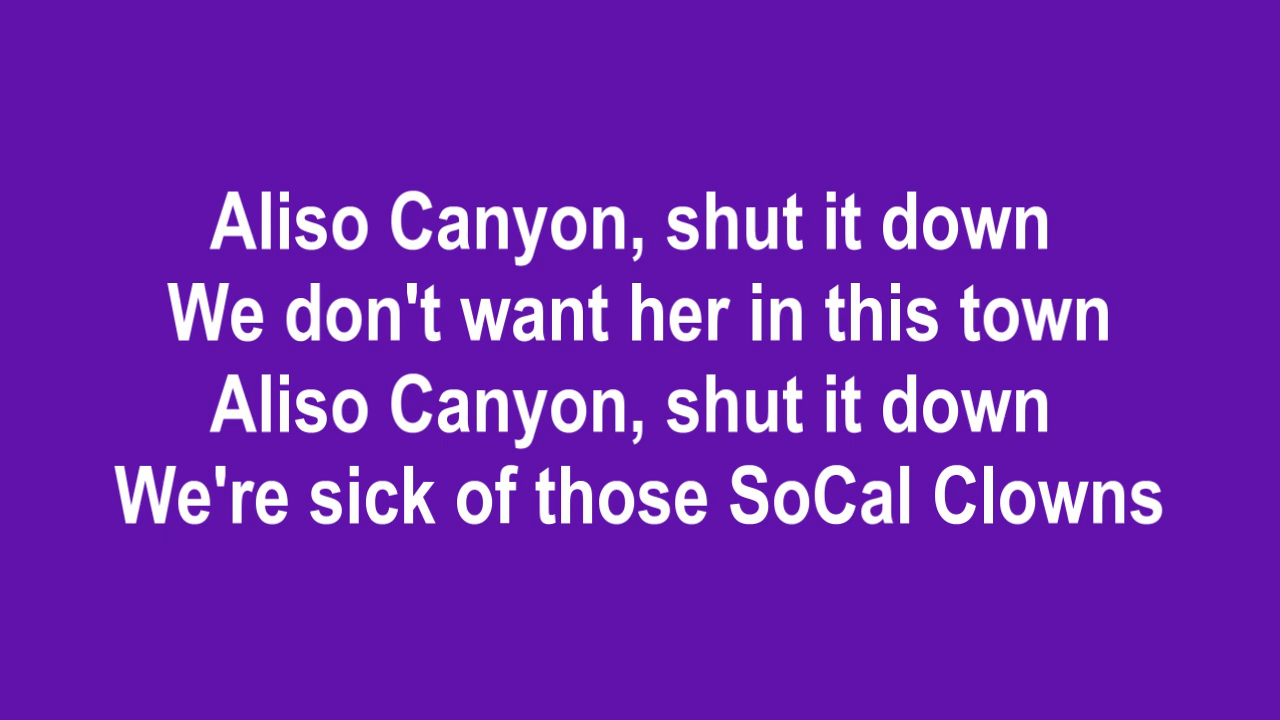 Aliso Canyon, shut it down
We don't want her in this town
Aliso Canyon, shut it down
We're sick of those SoCal Clowns